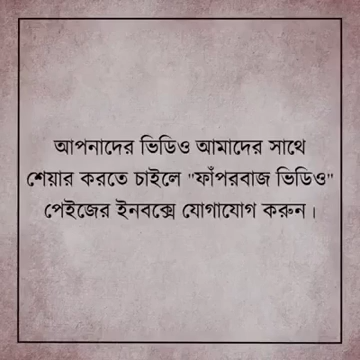 আপনাদের ভিডিও আমাদের সাথে
শেয়ার করতে চাইলে "ফাঁপরবাজ ভিডিও"
পেইজের ইনবক্সে যোগাযোগ করুন।